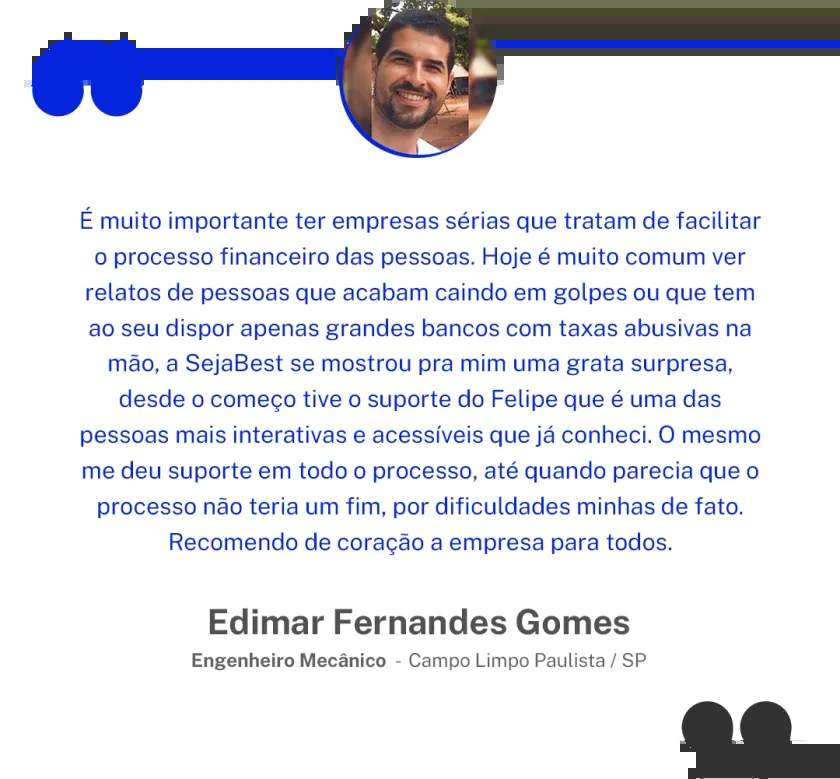 É muito importante ter empresas sérias que tratam de facilitar
o processo financeiro das pessoas. Hoje é muito comum ver
relatos de pessoas que acabam caindo em golpes ou que tem
ao seu dispor apenas grandes bancos com taxas abusivas na
mão, a SejaBest se mostrou pra mim uma grata surpresa,
desde o começo tive o suporte do Felipe que é uma das
pessoas mais interativas e acessíveis que já conheci. O mesmo
me deu suporte em todo o processo, até quando parecia que o
processo não teria um fim, por dificuldades minhas de fato.
Recomendo de coração a empresa para todos.
Edimar Fernandes Gomes
Engenheiro Mecânico - Campo Limpo Paulista / SP